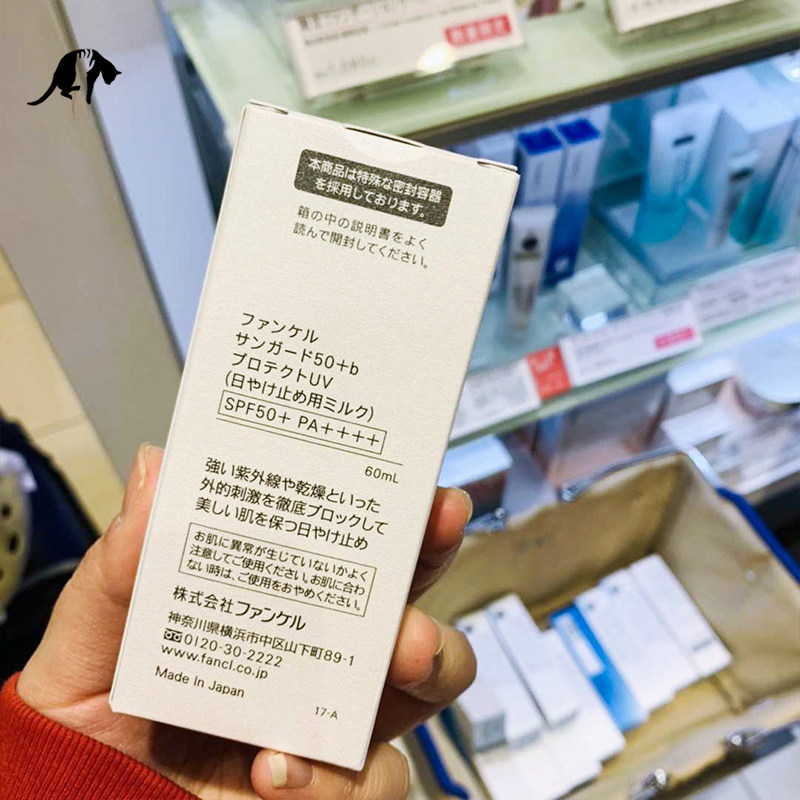 数量限定
本商品は特殊な密封容器
を採用しております。
箱の中の説明書をよく
読んで開封してください。
ファンケル
サンガード50+b
プロテクトUV
(日やけ止め用ミルク)
SPF50+ PA++++
60mL
強い紫外線や乾燥といった
外的刺激を徹底ブロックして
美しい肌を保つ日やけ止め
お肌に異常が生じていないかよく
注意してご使用ください。お肌に合わ
ない時は、ご使用をおやめください。
株式会社ファンケル
神奈川県横浜市中区山下町89-1
0120-30-2222
www.fancl.co.jp
Made In Japan
17-A